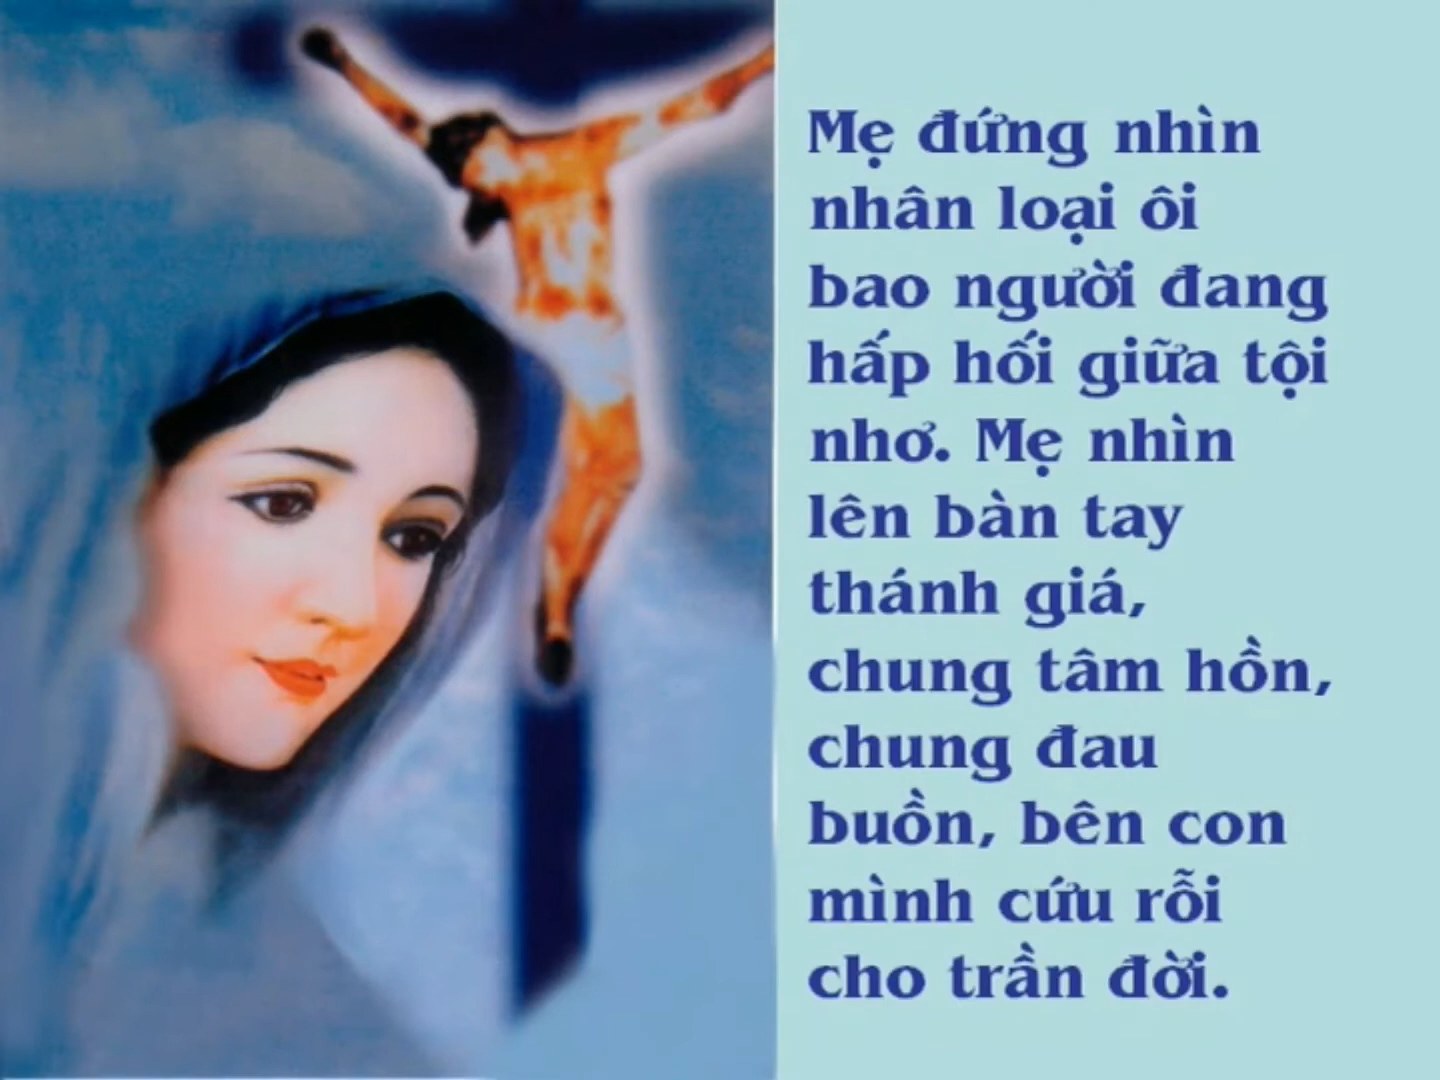 Mẹ đứng nhìn
nhân loại ôi
bao người đang
hấp hối giữa tội
nhơ. Mẹ nhìn
lên bàn tay
thánh giá,
chung tâm hồn,
chung đau
buồn, bên con
mình cứu rỗi
cho trần đời.